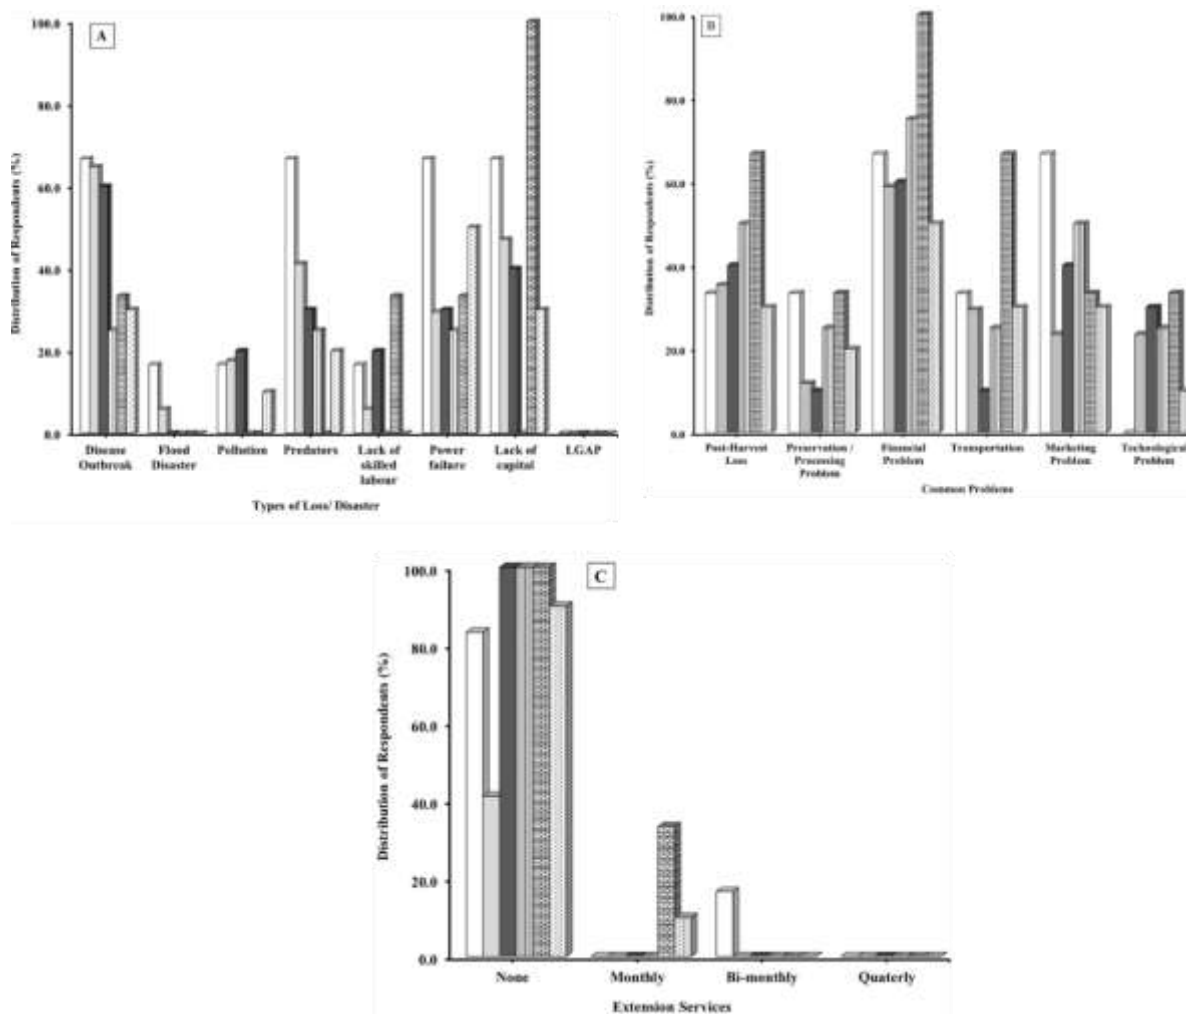 A
100.0
80.0
60.0
40.0
20.0
0.0
Distribution of Respondents (%)
Disease Outbreak
Flood Disaster
Pollution
Predators
Lack of skilled labour
Power failure
Lack of capital
LGAP
Types of Loss/ Disaster
B
100.0
80.0
60.0
40.0
20.0
0.0
Distribution of Respondents (%)
Post-Harvest Loss
Preservation / Processing Problem
Financial Problem
Transportation
Marketing Problem
Technological Problem
Common Problems
C
100.0
80.0
60.0
40.0
20.0
0.0
Distribution of Respondents (%)
None
Monthly
Bi-monthly
Quaterly
Extension Services